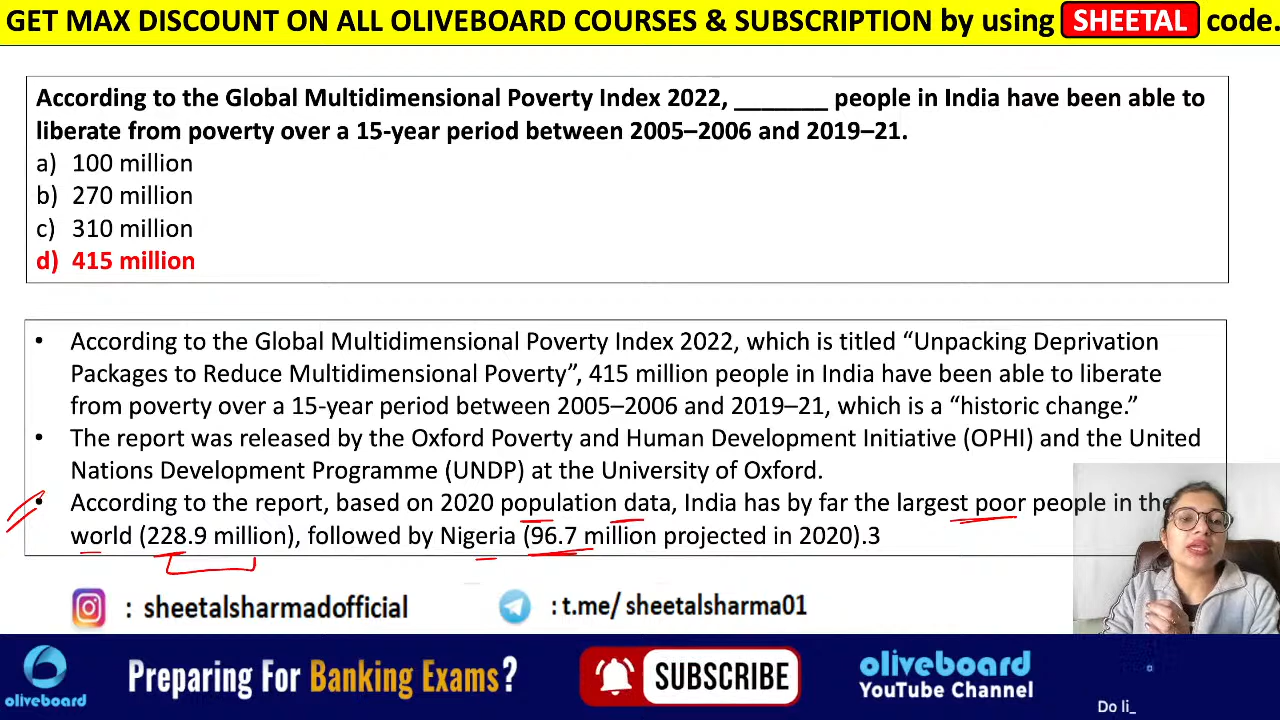 GET MAX DISCOUNT ON ALL OLIVEBOARD COURSES & SUBSCRIPTION by using SHEETAL code.
According to the Global Multidimensional Poverty Index 2022, _______ people in India have been able to
liberate from poverty over a 15-year period between 2005–2006 and 2019–21.
a) 100 million
b) 270 million
c) 310 million
d) 415 million
• According to the Global Multidimensional Poverty Index 2022, which is titled “Unpacking Deprivation
Packages to Reduce Multidimensional Poverty”, 415 million people in India have been able to liberate
from poverty over a 15-year period between 2005–2006 and 2019–21, which is a “historic change.”
• The report was released by the Oxford Poverty and Human Development Initiative (OPHI) and the United
Nations Development Programme (UNDP) at the University of Oxford.
• According to the report, based on 2020 population data, India has by far the largest poor people in the
world (228.9 million), followed by Nigeria (96.7 million projected in 2020).3
: sheetalsharmadofficial
: t.me/ sheetalsharma01
oliveboard
Preparing For Banking Exams?
SUBSCRIBE
oliveboard
YouTube Channel
Do li_